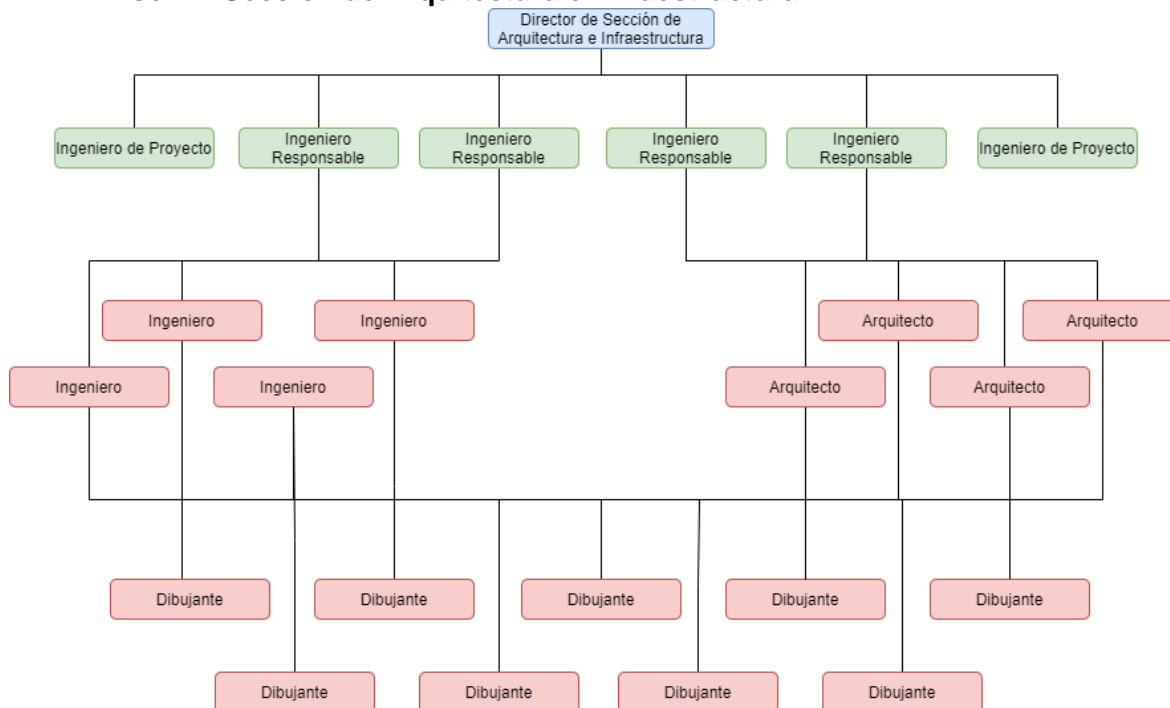 Director de Sección de
Arquitectura e Infraestructura
Ingeniero de Proyecto
Ingeniero
Responsable
Ingeniero
Responsable
Ingeniero
Responsable
Ingeniero
Responsable
Ingeniero de Proyecto
Ingeniero
Ingeniero
Arquitecto
Arquitecto
Ingeniero
Ingeniero
Arquitecto
Arquitecto
Dibujante
Dibujante
Dibujante
Dibujante
Dibujante
Dibujante
Dibujante
Dibujante
Dibujante